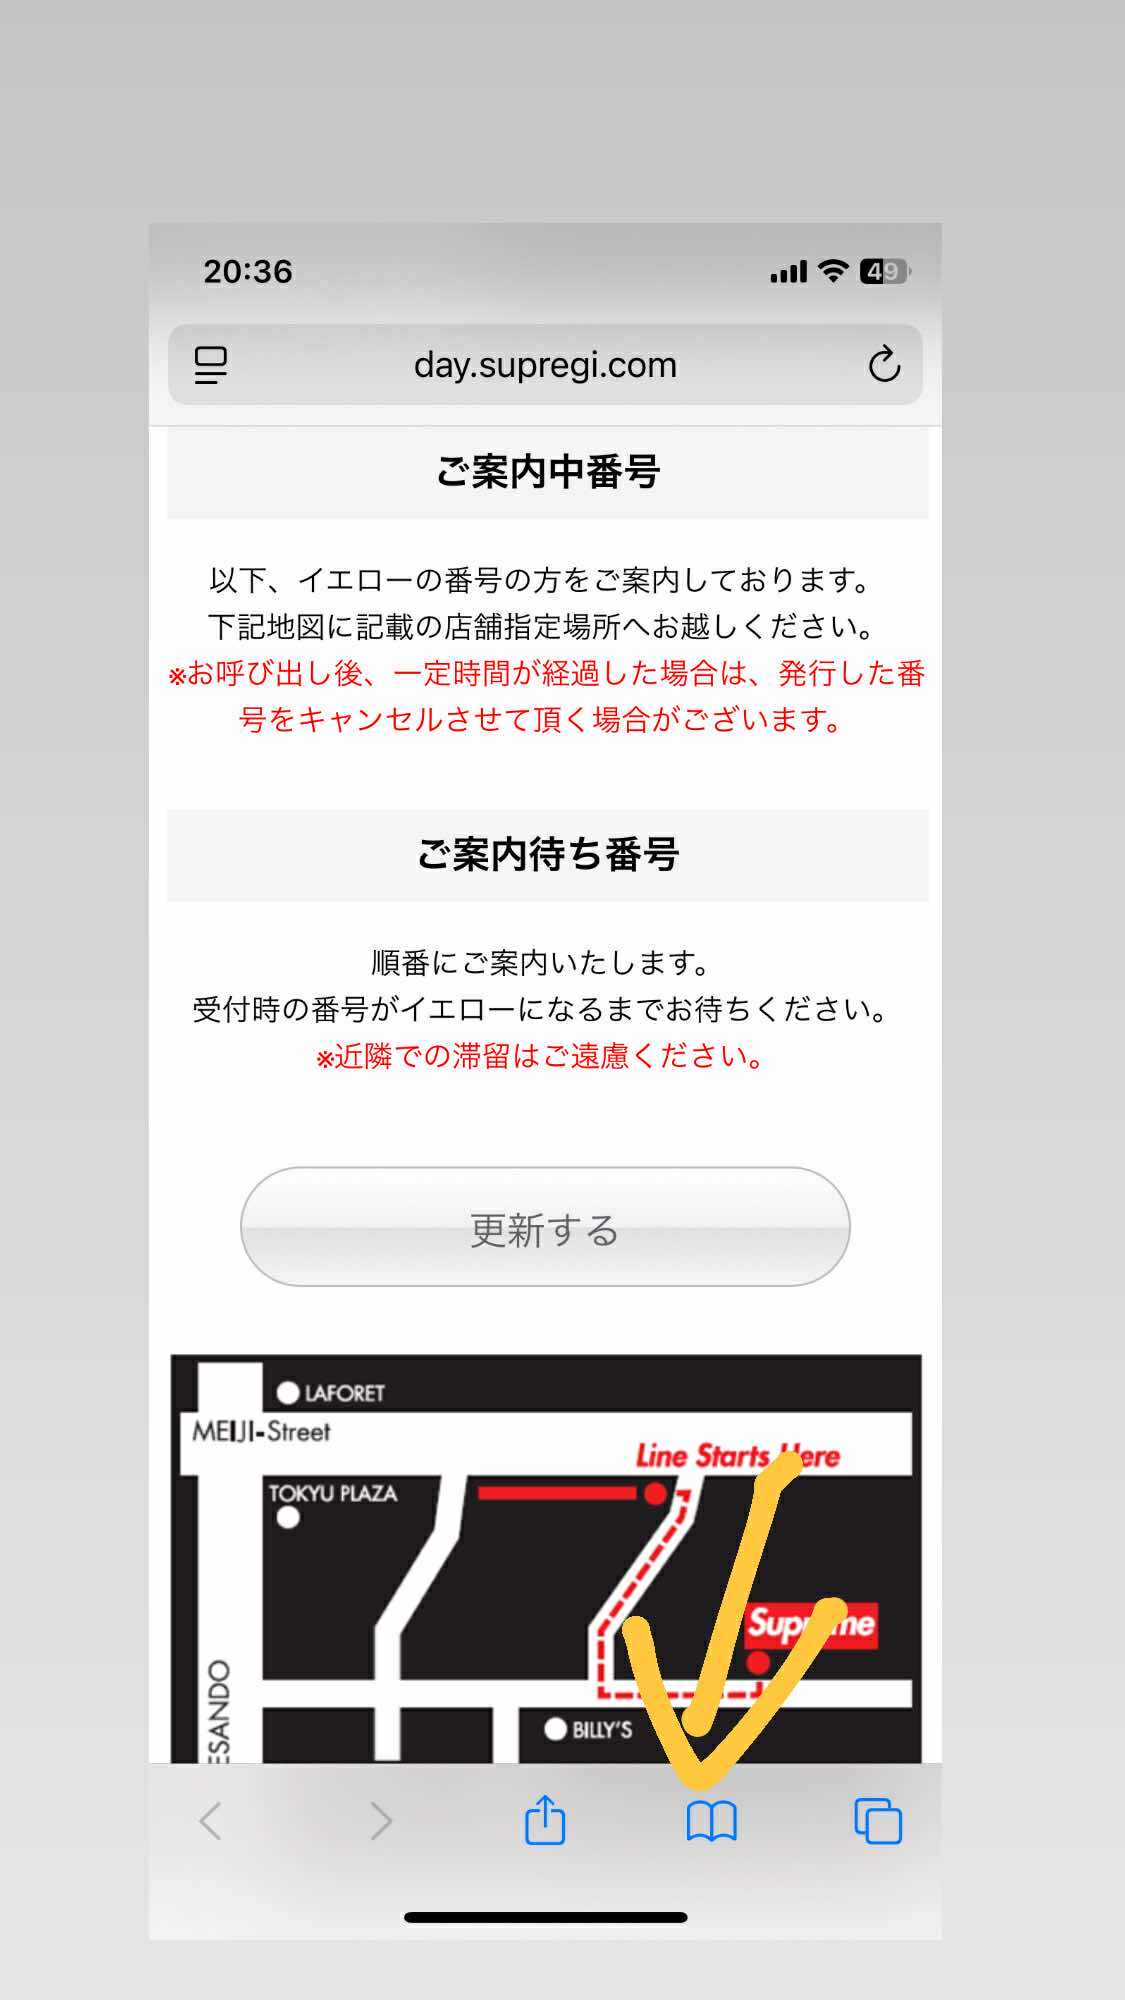 20:36
49
day.supregi.com
ご案内中番号
以下、イエローの番号の方をご案内しております。
下記地図に記載の店舗指定場所へお越しください。
※お呼び出し後、一定時間が経過した場合は、発行した番
号をキャンセルさせて頂く場合がございます。
ご案内待ち番号
順番にご案内いたします。
受付時の番号がイエローになるまでお待ちください。
※近隣での滞留はご遠慮ください。
更新する
LAFORET
MEIJI-Street
Line Starts Here
TOKYU PLAZA
Supreme
ESANDO
BILLY'S